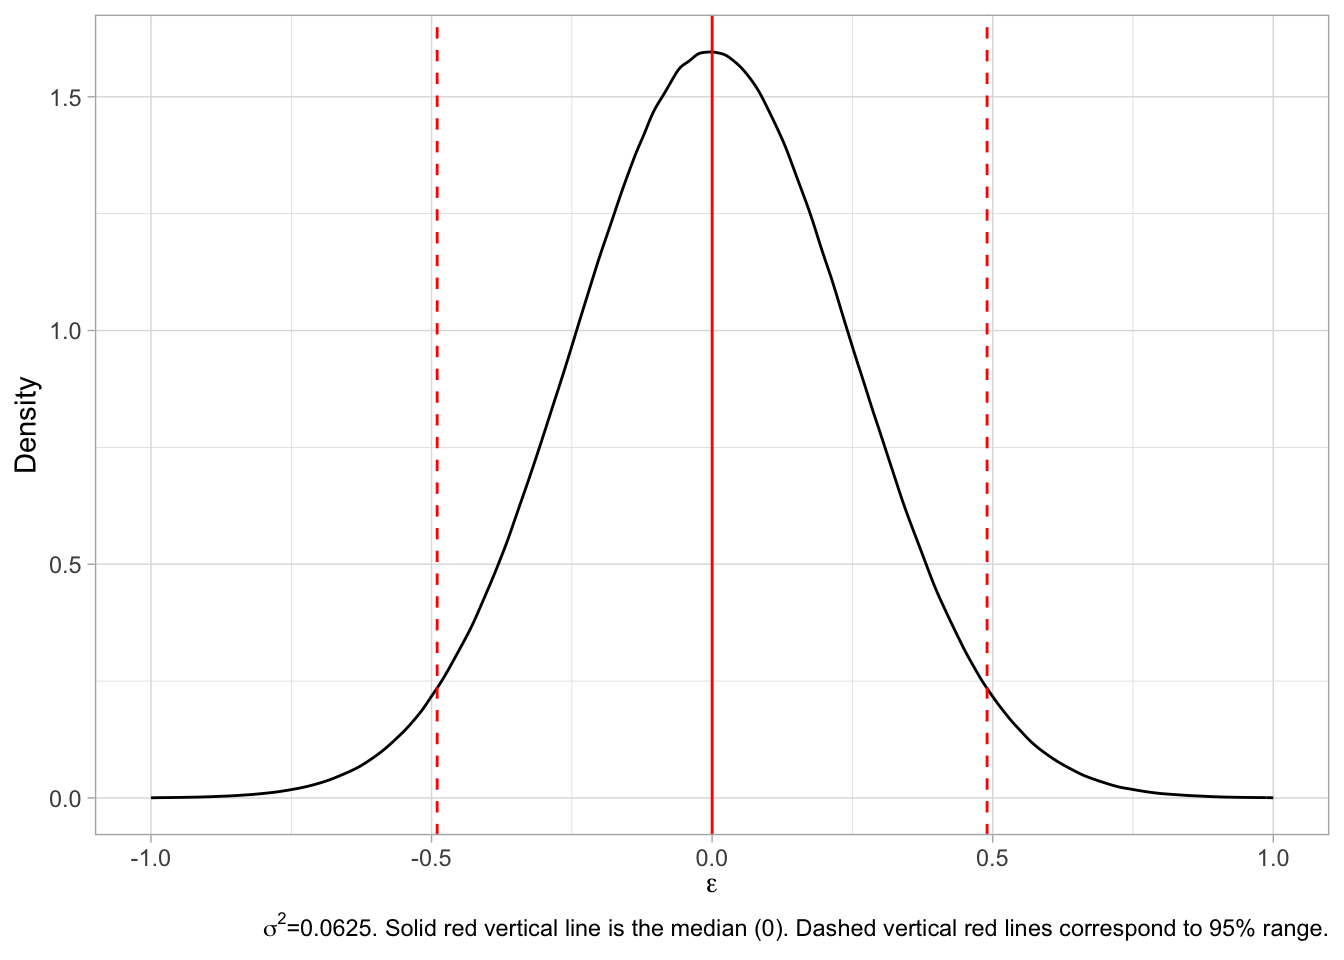 Density
1.5
1.0
0.5
0.0
-1.0 -0.5 0.0 0.5 1.0
ε
σ²=0.0625. Solid red vertical line is the median (0). Dashed vertical red lines correspond to 95% range.